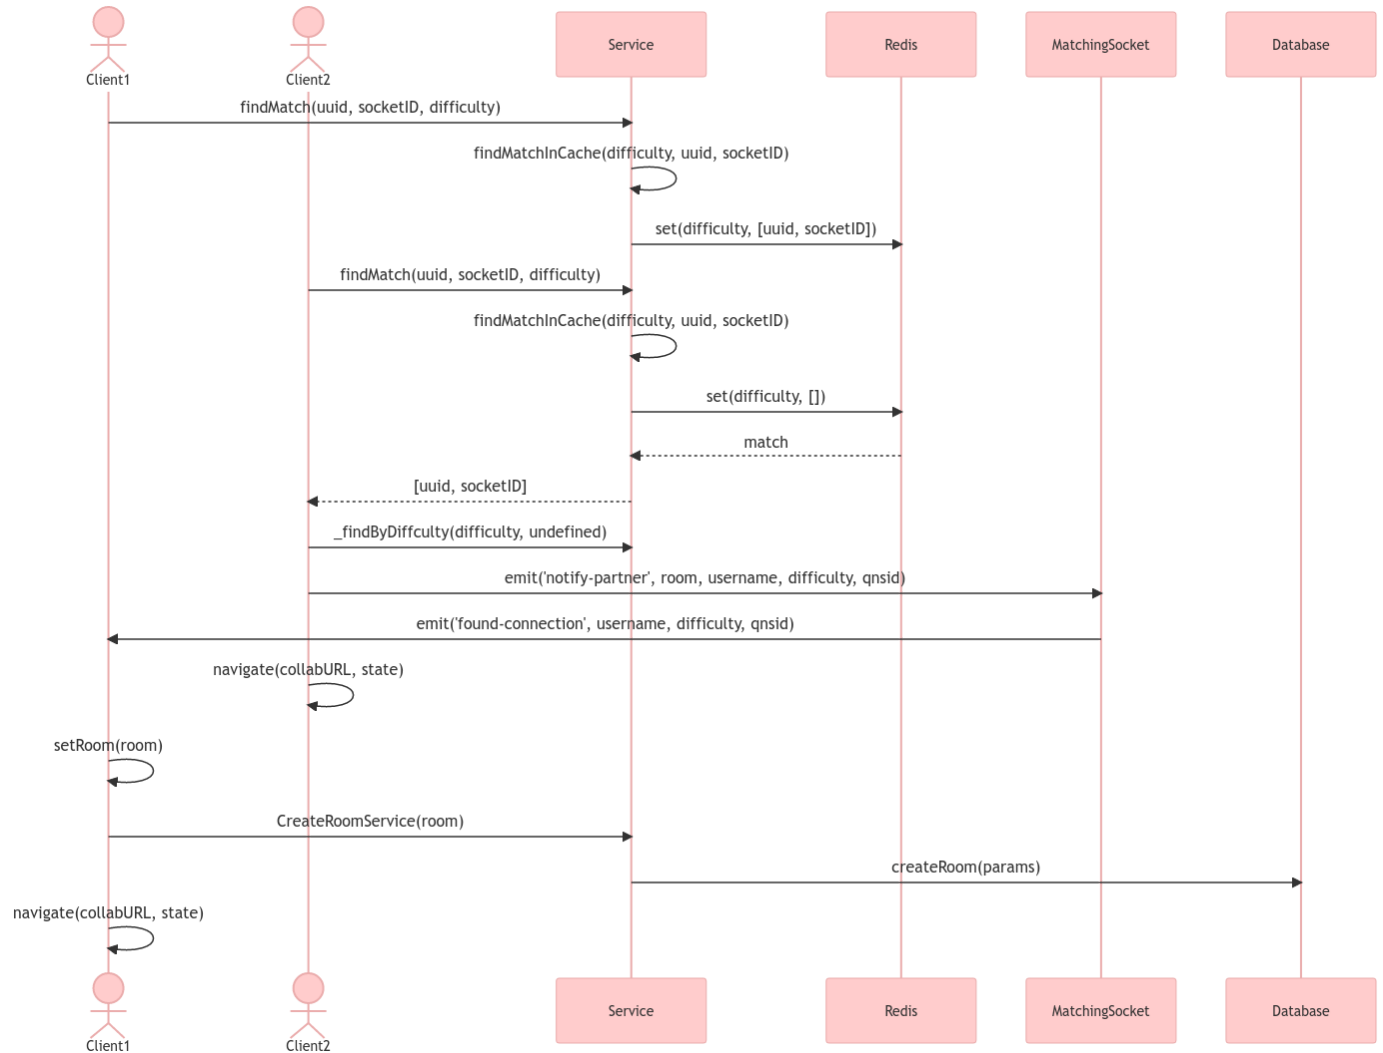 Client1
Client2
Service
Redis
MatchingSocket
Database
findMatch(uuid, socketID, difficulty)
findMatchInCache(difficulty, uuid, socketID)
set(difficulty, [uuid, socketID])
findMatch(uuid, socketID, difficulty)
findMatchInCache(difficulty, uuid, socketID)
set(difficulty, [])
match
[uuid, socketID]
_findByDiffculty(difficulty, undefined)
emit('notify-partner', room, username, difficulty, qnsid)
emit('found-connection', username, difficulty, qnsid)
navigate(collabURL, state)
setRoom(room)
CreateRoomService(room)
createRoom(params)
navigate(collabURL, state)
Client1
Client2
Service
Redis
MatchingSocket
Database